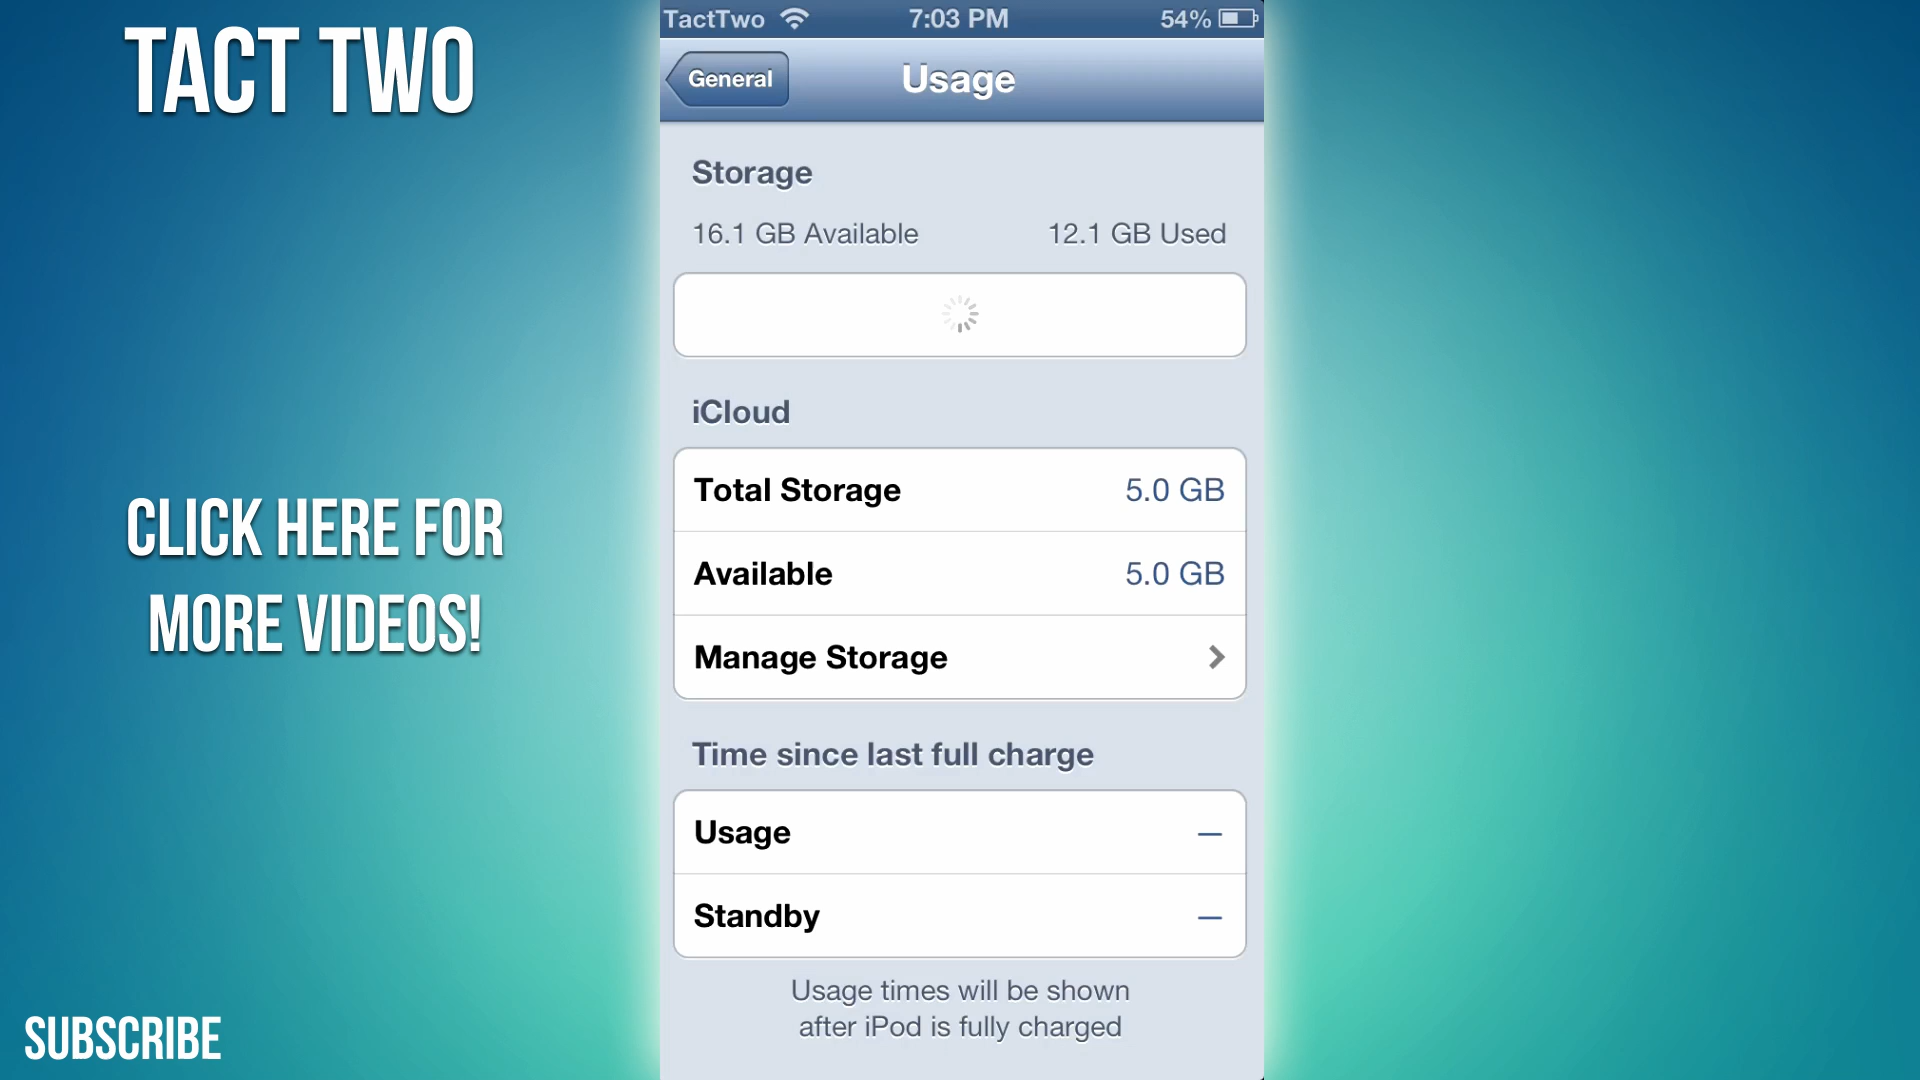 TACT TWO
CLICK HERE FOR
MORE VIDEOS!
SUBSCRIBE
TactTwo 7:03 PM 54%
General Usage
Storage
16.1 GB Available 12.1 GB Used
iCloud
Total Storage 5.0 GB
Available 5.0 GB
Manage Storage
Time since last full charge
Usage –
Standby –
Usage times will be shown
after iPod is fully charged